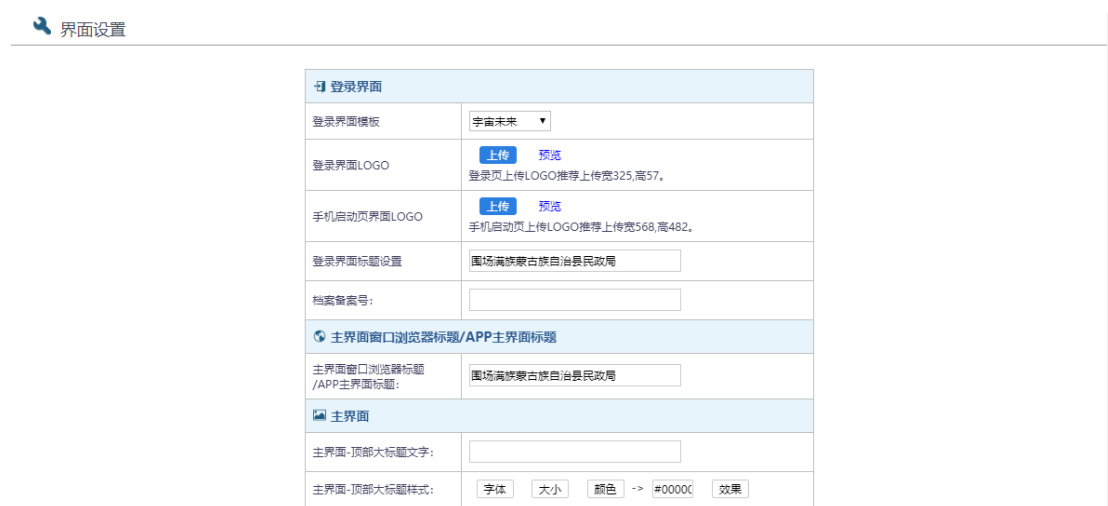 界面设置
登录界面
登录界面模板 宇宙未来
登录界面LOGO 上传 预览
登录页上传LOGO推荐上传宽325,高57。
手机启动页界面LOGO 上传 预览
手机启动页上传LOGO推荐上传宽568,高482。
登录界面标题设置 围场满族蒙古族自治县民政局
档案备案号:
主界面窗口浏览器标题/APP主界面标题
主界面窗口浏览器标题
/APP主界面标题: 围场满族蒙古族自治县民政局
主界面
主界面-顶部大标题文字:
主界面-顶部大标题样式: 字体 大小 颜色 -> #00000 效果